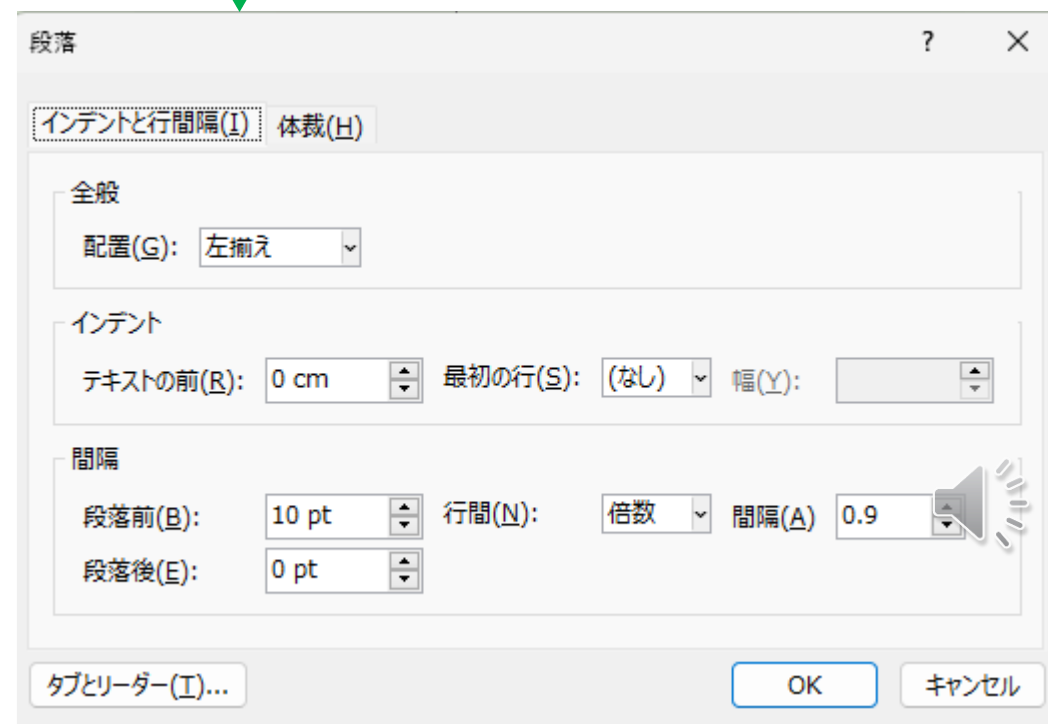 段落 ? ×
インデントと行間隔(I) 体裁(H)
全般
配置(G): 左揃え
インデント
テキストの前(R): 0 cm 最初の行(S): (なし) 幅(Y):
間隔
段落前(B): 10 pt 行間(N): 倍数 間隔(A) 0.9
段落後(E): 0 pt
タブとリーダー(T)... OK キャンセル